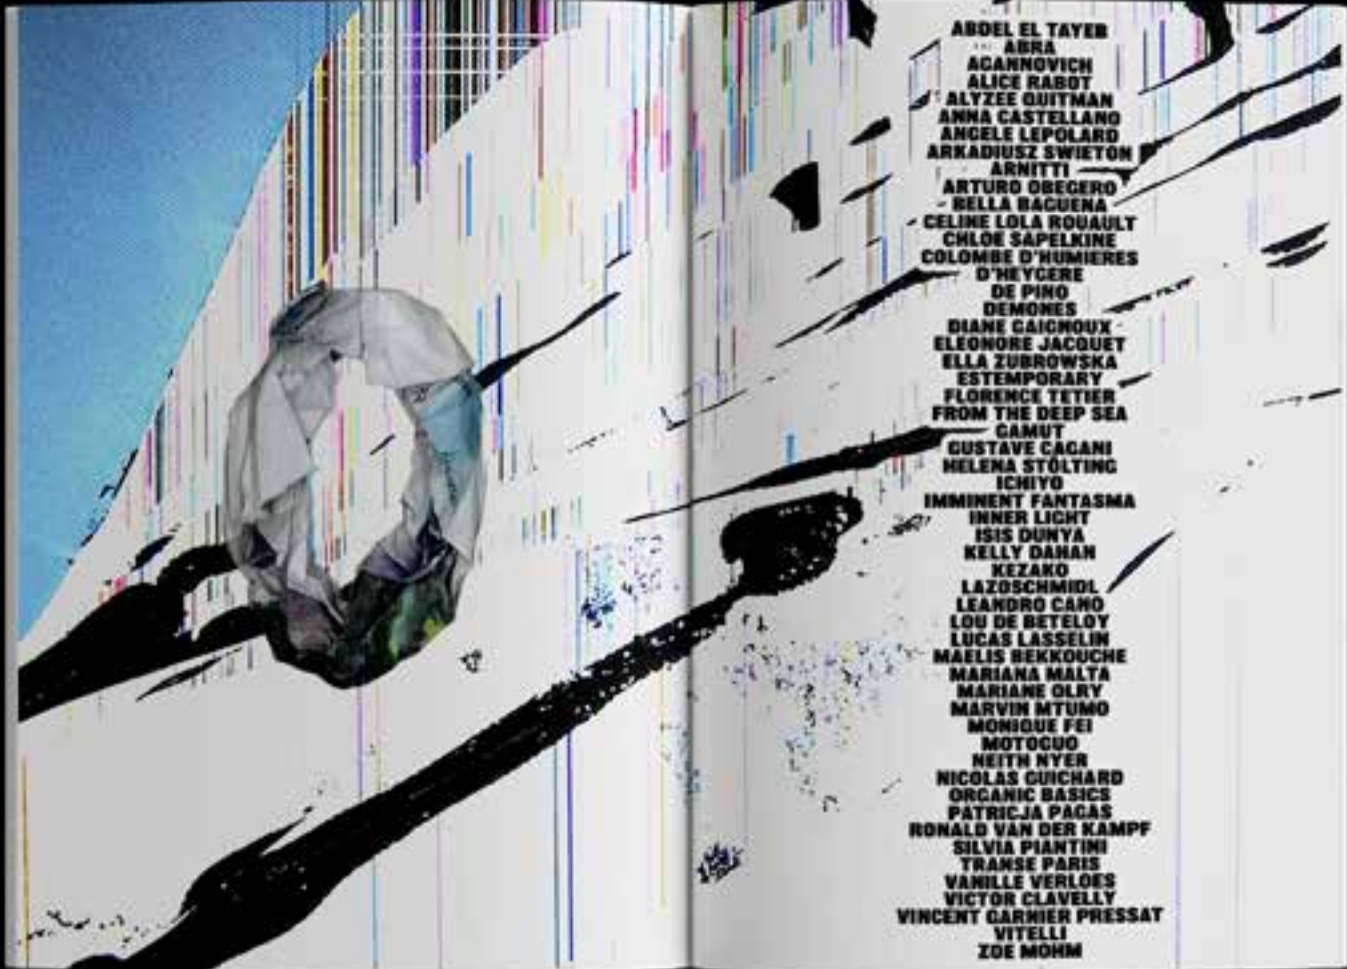 ABDEL EL TAYEB
ABRA
AGANNOVICH
ALICE RABOT
ALYZEE QUITMAN
ANNA CASTELLANO
ANGELE LEPOLARD
ARKADIUSZ SWIETON
ARNITTI
ARTURO OBEGERO
BELLA BAGUENA
CELINE LOLA ROUAULT
CHLOE SAPELKINE
COLOMBE D'HUMIERES
D'HEYGERE
DE PINO
DEMONES
DIANE GAIGNOUX
ELEONORE JACQUET
ELLA ZUBROWSKA
ESTEMPORARY
FLORENCE TETIER
FROM THE DEEP SEA
GAMUT
GUSTAVE CAGANI
HELENA STOLTING
ICHIYO
IMMINENT FANTASMA
INNER LIGHT
ISIS DUNYA
KELLY DAHAN
KEZAKO
LAZOSCHMIDL
LEANDRO CANO
LOU DE BETELOY
LUCAS LASSELIN
MAELIS BEKKOUCHE
MARIANA MALTA
MARIANE OLRY
MARVIN MTUMO
MONIQUE FEI
MOTOGUO
NEITH NYER
NICOLAS GUICHARD
ORGANIC BASICS
PATRICJA PAGAS
RONALD VAN DER KAMPF
SILVIA PIANTINI
TRANSE PARIS
VANILLE VERLOES
VICTOR CLAVELLY
VINCENT GARNIER PRESSAT
VITELLI
ZOE MOHM